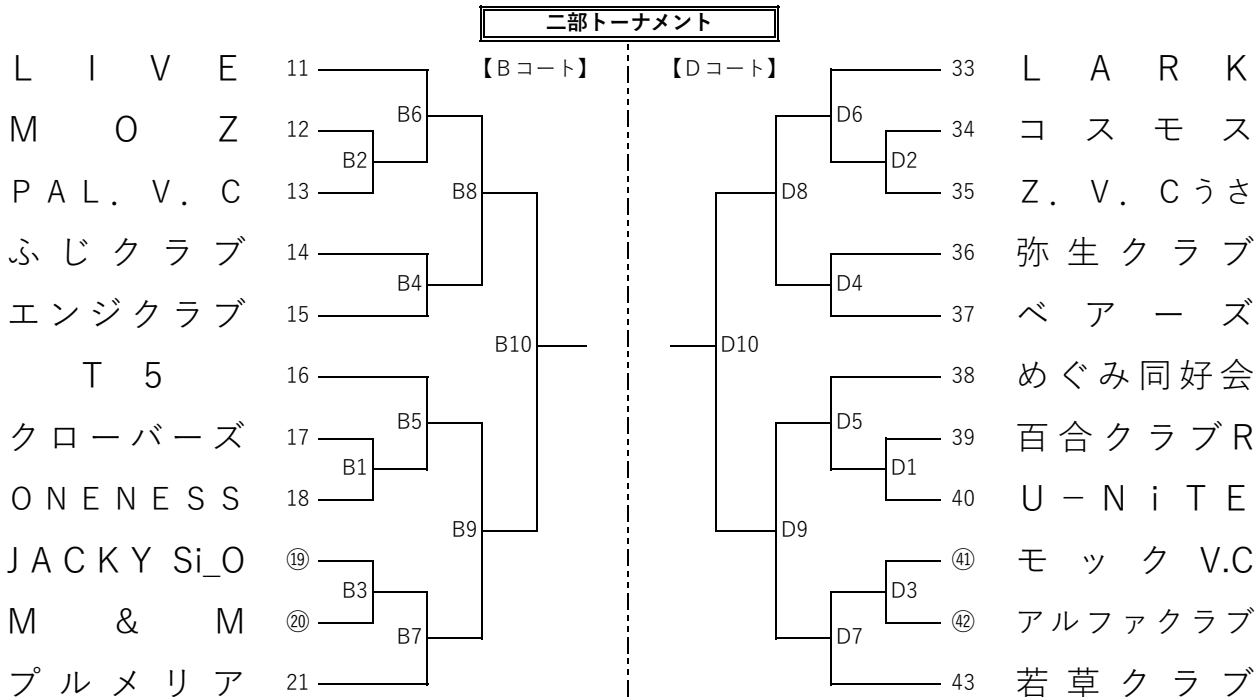 二部トーナメント
【Bコート】 【Dコート】
LIVE 11 33 LARK
B6 D6
MOZ 12 34 コスモス
B2 D2
PAL.V.C 13 B8 D8 35 Z.V.Cうさ
ふじクラブ 14 36 弥生クラブ
B4 D4
エンジクラブ 15 37 ベアーズ
B10 D10
T5 16 38 めぐみ同好会
B5 D5
クローバーズ 17 39 百合クラブR
B1 D1
ONENESS 18 40 U−NiTE
B9 D9
JACKY Si_O ⑲ ㊶ モックV.C
B3 D3
M&M ⑳ ㊷ アルファクラブ
B7 D7
プルメリア 21 43 若草クラブ